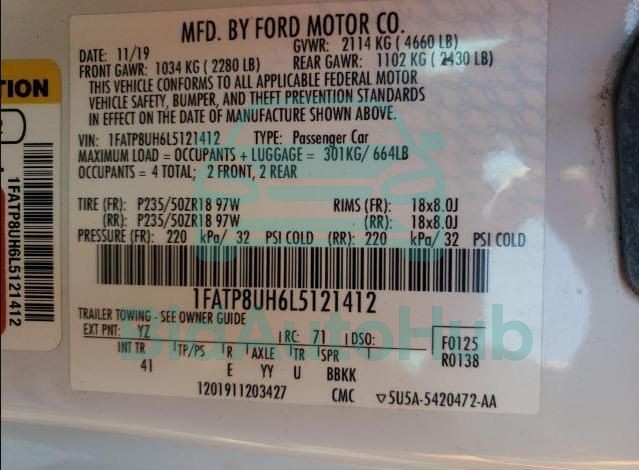 MFD. BY FORD MOTOR CO.
DATE: 11/19 GVWR: 2114 KG ( 4660 LB)
FRONT GAWR: 1034 KG ( 2280 LB) REAR GAWR: 1102 KG ( 2430 LB)
THIS VEHICLE CONFORMS TO ALL APPLICABLE FEDERAL MOTOR
VEHICLE SAFETY, BUMPER, AND THEFT PREVENTION STANDARDS
IN EFFECT ON THE DATE OF MANUFACTURE SHOWN ABOVE.
VIN: 1FATP8UH6L5121412 TYPE: Passenger Car
MAXIMUM LOAD = OCCUPANTS + LUGGAGE = 301KG/ 664LB
OCCUPANTS = 4 TOTAL; 2 FRONT, 2 REAR
TIRE (FR): P235/50ZR18 97W RIMS (FR): 18x8.0J
(RR): P235/50ZR18 97W (RR): 18x8.0J
PRESSURE (FR): 220 kPa/ 32 PSI COLD (RR): 220 kPa/32 PSI COLD
1FATP8UH6L5121412
TRAILER TOWING - SEE OWNER GUIDE
EXT PNT: YZ RC: 71 DSO: F0125
INT TR TP/PS R AXLE TR SPR R0138
41 E YY U BBKK
1201911203427 CMC ▽5U5A-5420472-AA
TION
1FATP8UH6L5121412
BidAutoHub